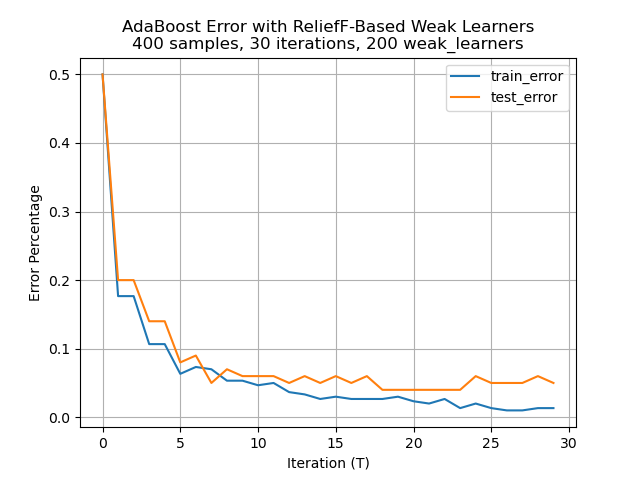 AdaBoost Error with ReliefF-Based Weak Learners
400 samples, 30 iterations, 200 weak_learners
train_error
test_error
Error Percentage
0.5
0.4
0.3
0.2
0.1
0.0
0 5 10 15 20 25 30
Iteration (T)